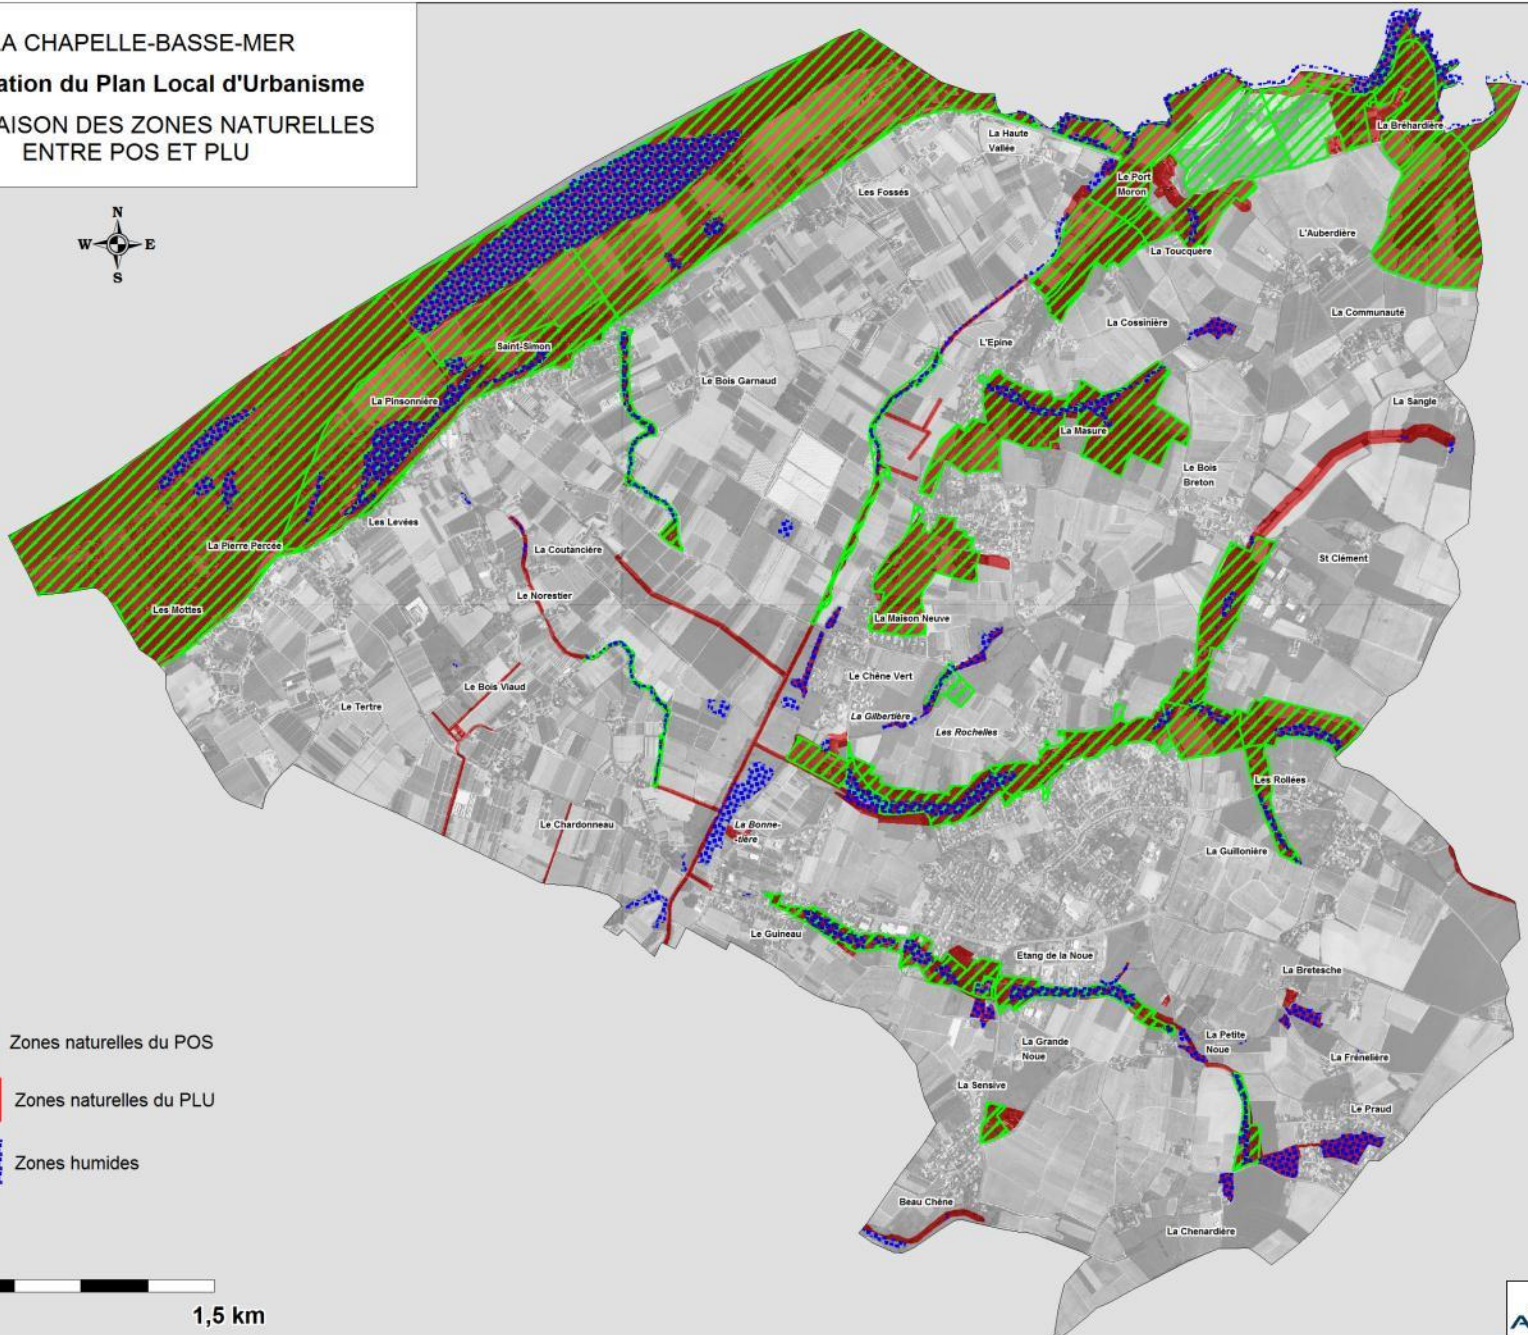 A CHAPELLE-BASSE-MER
ation du Plan Local d'Urbanisme
AISON DES ZONES NATURELLES
ENTRE POS ET PLU
N
W E
S
La Haute
Vallée
La Bréhardière
Les Fossés
Le Port
Moron
L'Auberdière
La Toucquère
La Communauté
La Cossinière
L'Epine
Saint-Simon
Le Bois Garnaud
La Pinsonnière
La Sangle
La Masure
Le Bois
Breton
Les Levées
La Pierre Percée
La Coutancière
St Clément
Le Norestier
Les Mottes
La Maison Neuve
Le Chêne Vert
Le Bois Viaud
Le Tertre
La Gilbertière
Les Rochelles
Les Rollées
Le Chardonneau
La Bonne-
-tière
La Guillonière
Le Guineau
Etang de la Noue
La Bretesche
La Grande
Noue
La Petite
Noue
La Frénelière
La Sensive
Le Praud
Beau Chêne
La Chenardière
Zones naturelles du POS
Zones naturelles du PLU
Zones humides
1,5 km
A